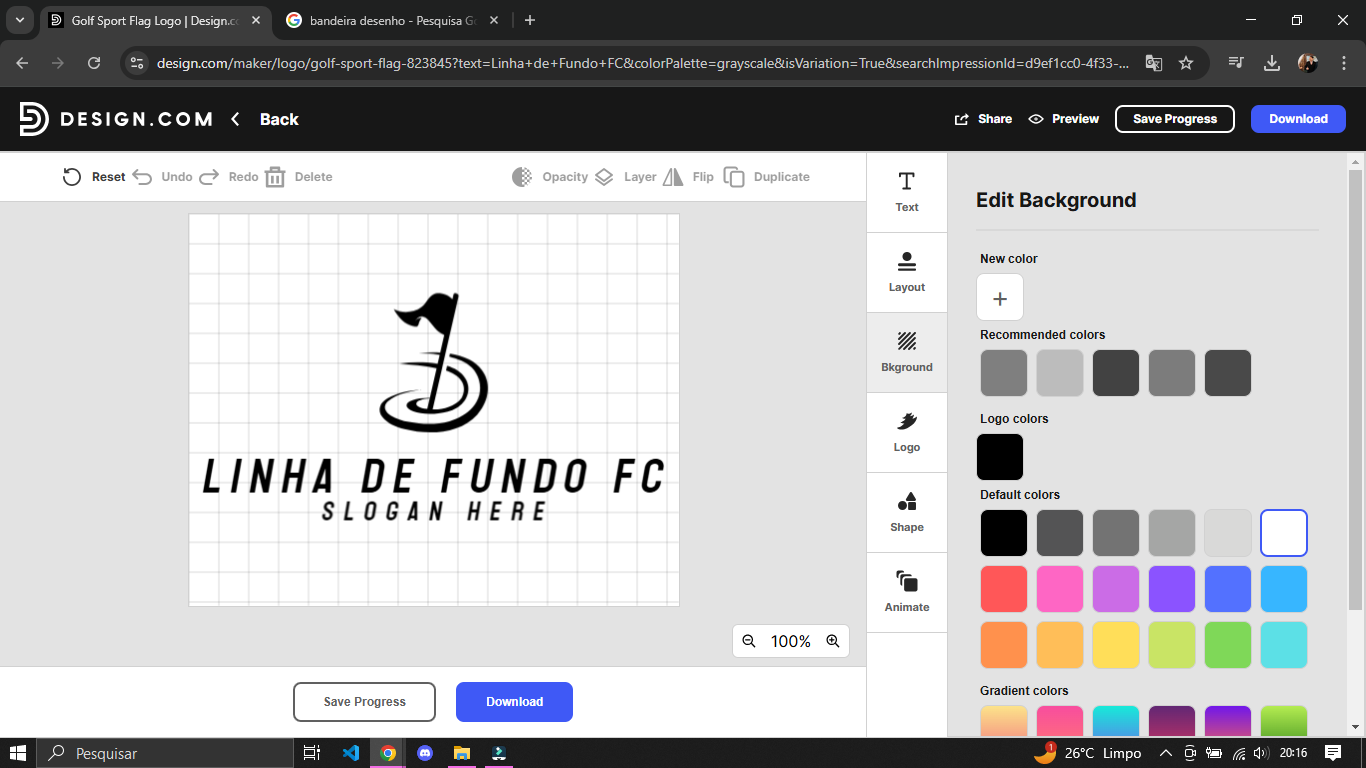 Golf Sport Flag Logo | Design.co
bandeira desenho - Pesquisa Go
design.com/maker/logo/golf-sport-flag-823845?text=Linha+de+Fundo+FC&colorPalette=grayscale&isVariation=True&searchImpressionId=d9ef1cc0-4f33-...
DESIGN.COM
Back
Share
Preview
Save Progress
Download
Reset
Undo
Redo
Delete
Opacity
Layer
Flip
Duplicate
LINHA DE FUNDO FC
SLOGAN HERE
100%
Save Progress
Download
Text
Layout
Bkground
Logo
Shape
Animate
Edit Background
New color
+
Recommended colors
Logo colors
Default colors
Gradient colors
Pesquisar
1
26°C Limpo
20:16